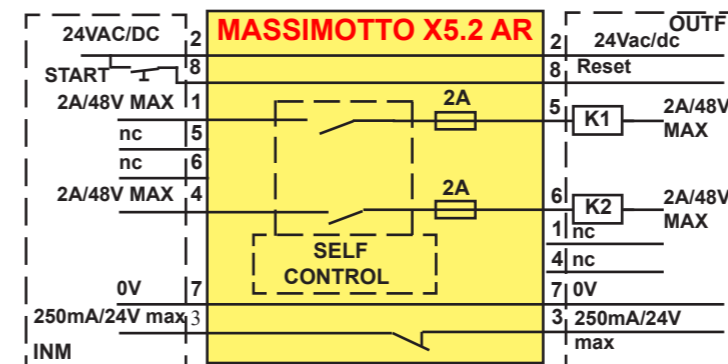 MASSIMOTTO X5.2 AR
OUTF
24VAC/DC
2
2
24Vac/dc
START
8
8
Reset
2A/48V MAX
1
2A
5
K1
2A/48V
MAX
nc
5
nc
6
2A/48V MAX
4
2A
6
K2
2A/48V
MAX
1
nc
SELF
CONTROL
4
nc
0V
7
7
0V
250mA/24V max
3
3
250mA/24V
max
INM